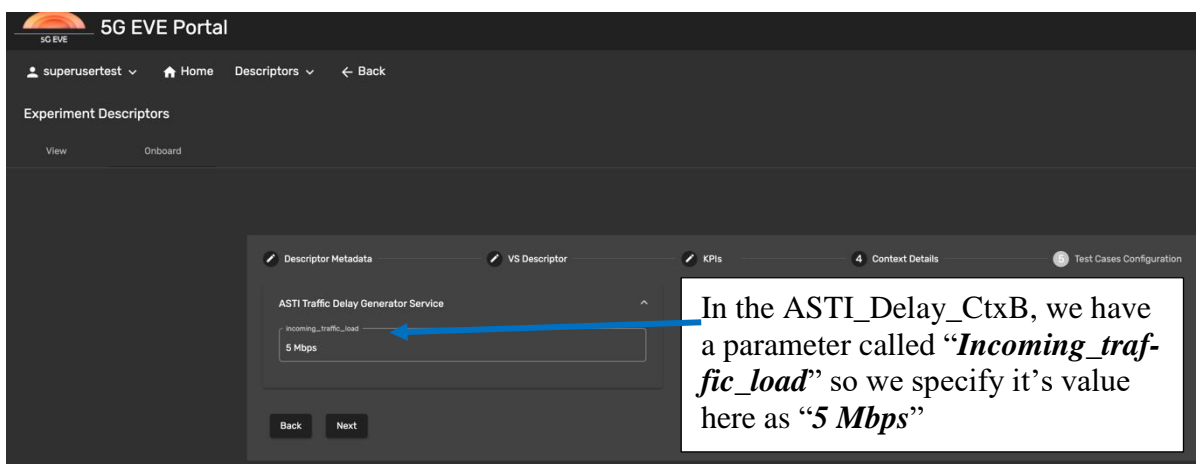 5G EVE
5G EVE Portal
superusertest
Home
Descriptors
Back
Experiment Descriptors
View
Onboard
Descriptor Metadata
VS Descriptor
KPIs
4 Context Details
5 Test Cases Configuration
ASTI Traffic Delay Generator Service
incoming_traffic_load
5 Mbps
Back
Next
In the ASTI_Delay_CtxB, we have
a parameter called “Incoming_traf-
fic_load” so we specify it’s value
here as “5 Mbps”